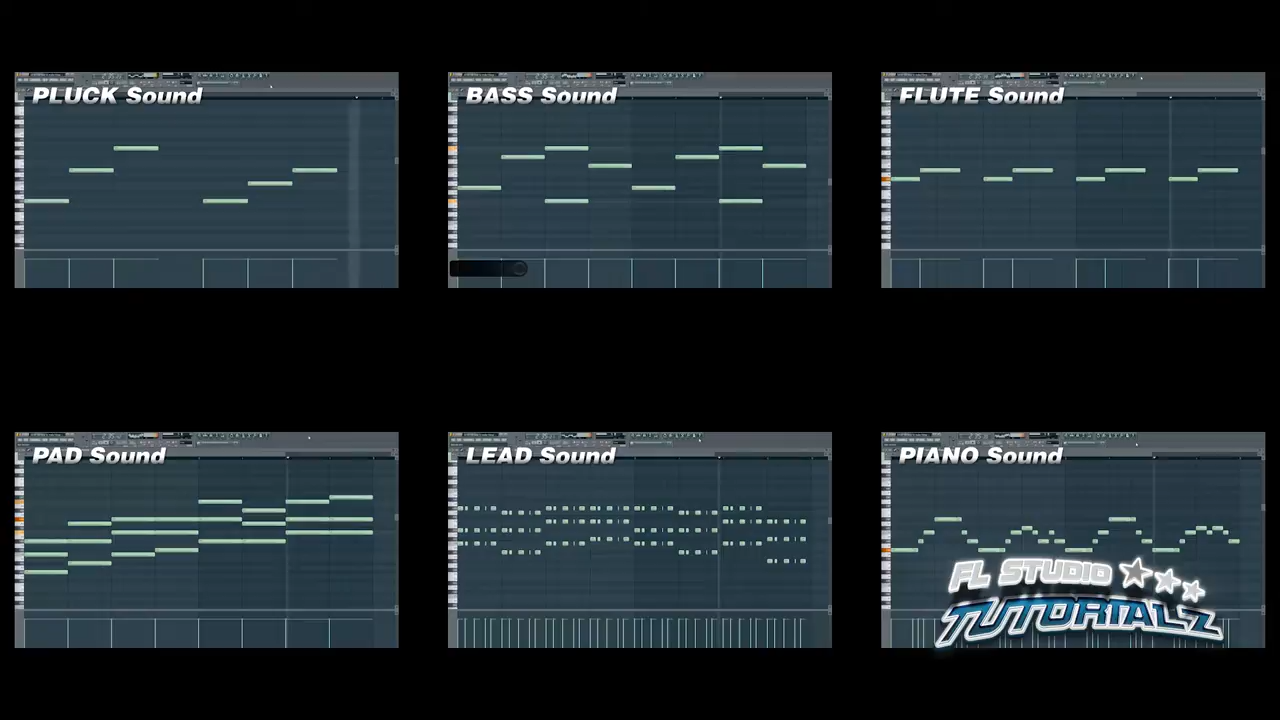 PLUCK Sound
BASS Sound
FLUTE Sound
PAD Sound
LEAD Sound
PIANO Sound
FL STUDIO
TUTORIALZ